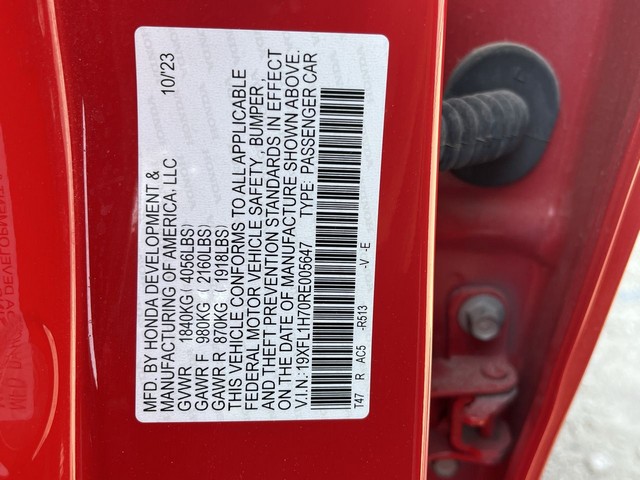 MFD. BY HONDA DEVELOPMENT & 10/'23
MANUFACTURING OF AMERICA, LLC
GVWR 1840KG ( 4056LBS)
GAWR F 980KG ( 2160LBS)
GAWR R 870KG ( 1918LBS)
THIS VEHICLE CONFORMS TO ALL APPLICABLE
FEDERAL MOTOR VEHICLE SAFETY , BUMPER ,
AND THEFT PREVENTION STANDARDS IN EFFECT
ON THE DATE OF MANUFACTURE SHOWN ABOVE.
V.I.N.:19XFL1H70RE005647 TYPE: PASSENGER CAR
T47 R AC5 -R513 -V -E